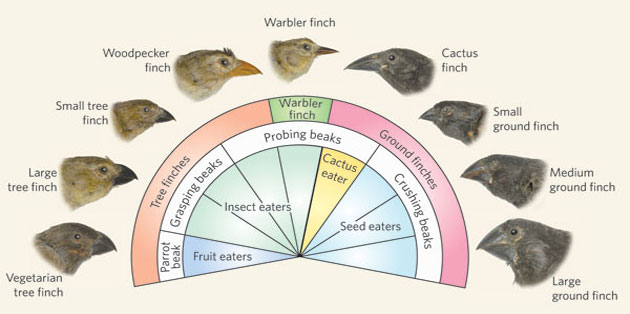 Warbler finch
Woodpecker
finch
Cactus
finch
Small tree
finch
Small
ground finch
Large
tree finch
Medium
ground finch
Vegetarian
tree finch
Large
ground finch
Tree finches
Warbler
finch
Ground finches
Parrot
beak
Grasping beaks
Probing beaks
Crushing beaks
Fruit eaters
Insect eaters
Cactus
eater
Seed eaters